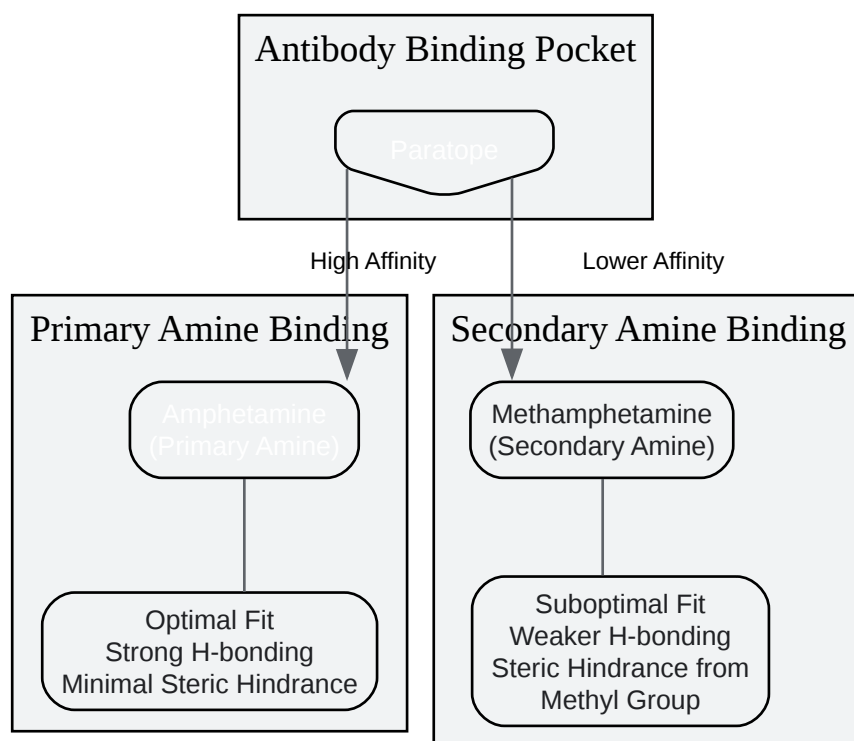 Antibody Binding Pocket
Paratope
High Affinity
Lower Affinity
Primary Amine Binding
Amphetamine
(Primary Amine)
Optimal Fit
Strong H-bonding
Minimal Steric Hindrance
Secondary Amine Binding
Methamphetamine
(Secondary Amine)
Suboptimal Fit
Weaker H-bonding
Steric Hindrance from
Methyl Group